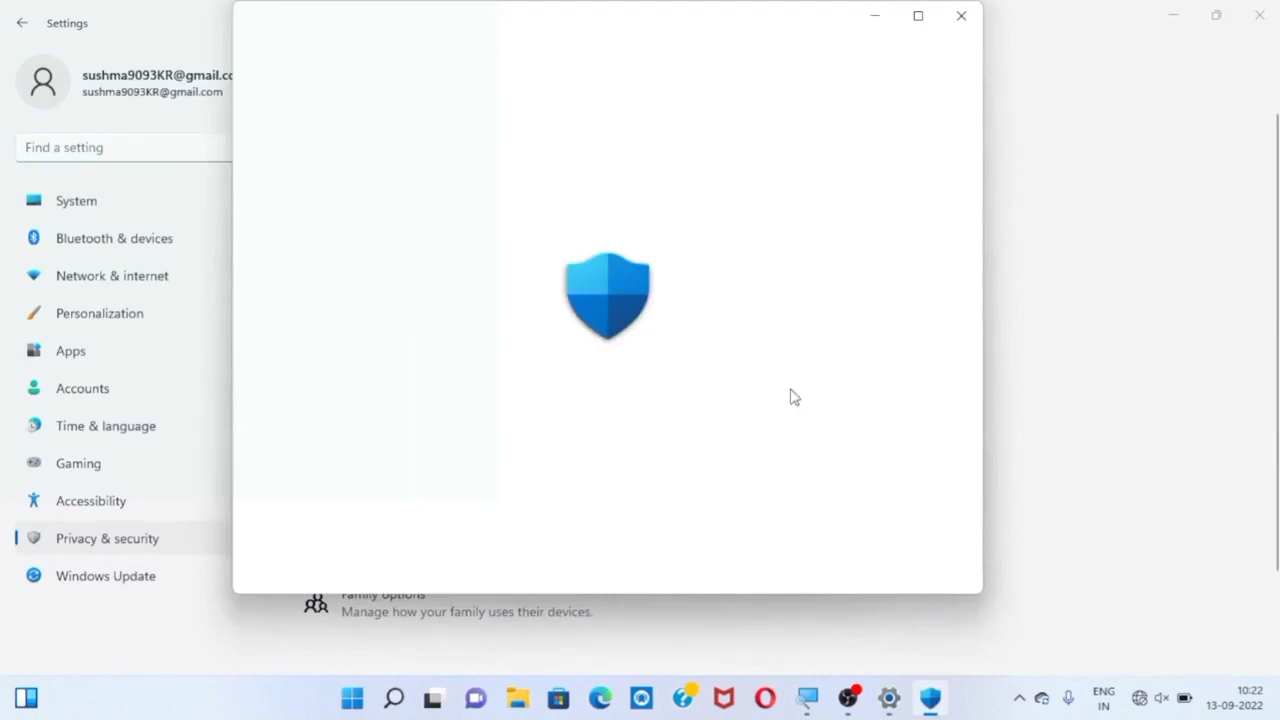 Settings
sushma9093KR@gmail.co
sushma9093KR@gmail.com
Find a setting
System
Bluetooth & devices
Network & internet
Personalization
Apps
Accounts
Time & language
Gaming
Accessibility
Privacy & security
Windows Update
Family options
Manage how your family uses their devices.
ENG
IN
10:22
13-09-2022